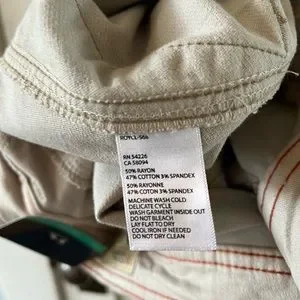 RN 54226
CA 58094
50% RAYON
47% COTTON 3% SPANDEX
50% RAYONNE
47% COTTON 3% SPANDEX
MACHINE WASH COLD
DELICATE CYCLE
WASH GARMENT INSIDE OUT
DO NOT BLEACH
LAY FLAT TO DRY
COOL IRON IF NEEDED
DO NOT DRY CLEAN